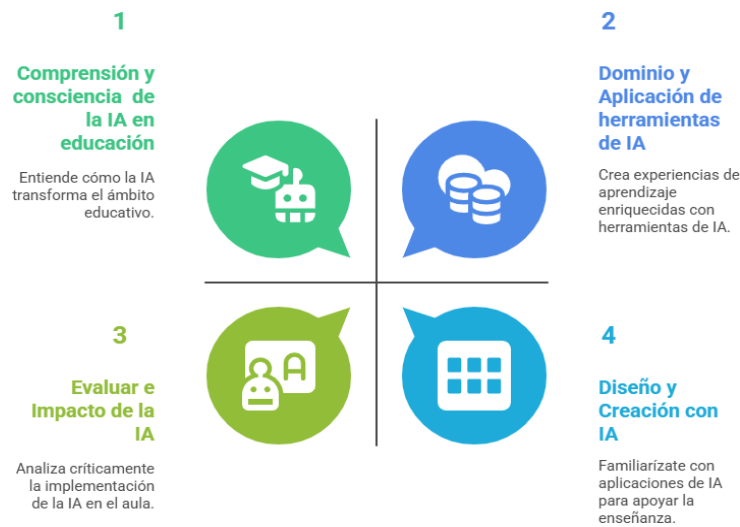 1
Comprensión y
consciencia de
la IA en
educación
Entiende cómo la IA
transforma el ámbito
educativo.
2
Dominio y
Aplicación de
herramientas
de IA
Crea experiencias de
aprendizaje
enriquecidas con
herramientas de IA.
3
Evaluar e
Impacto de la
IA
Analiza críticamente
la implementación
de la IA en el aula.
A
4
Diseño y
Creación con
IA
Familiarízate con
aplicaciones de IA
para apoyar la
enseñanza.